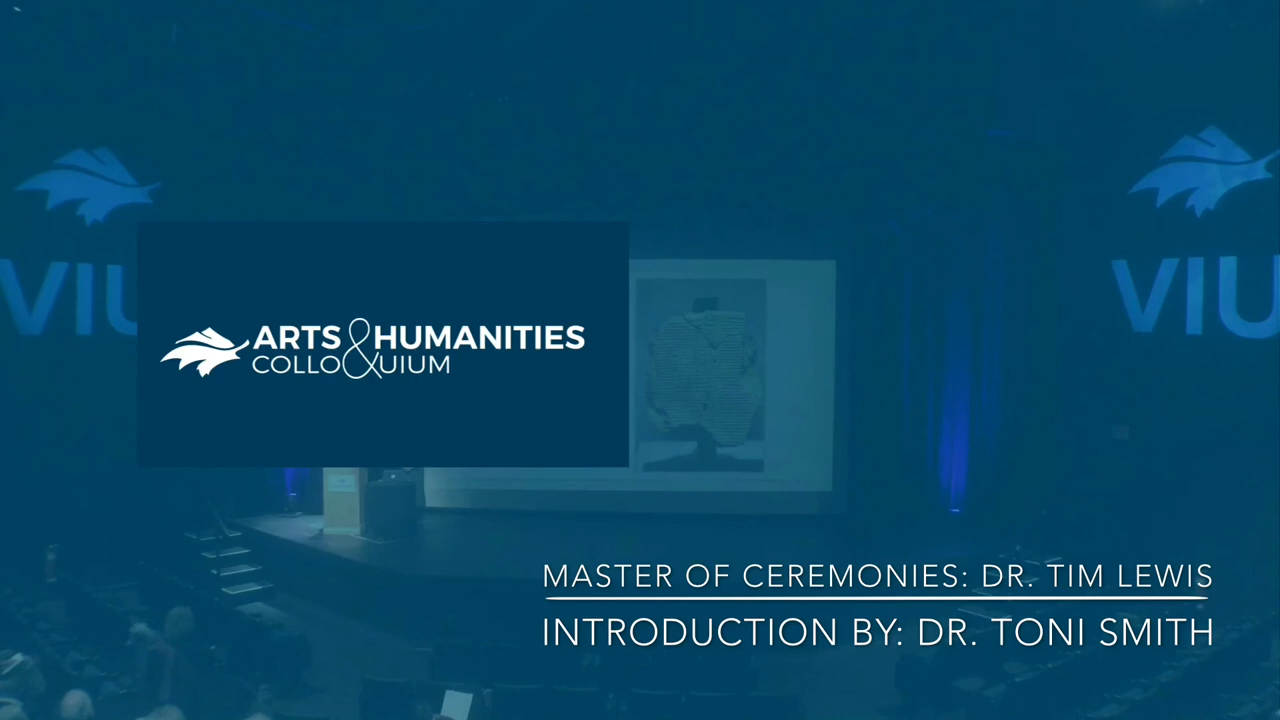 VIU
VIU
ARTS & HUMANITIES
COLLOQUIUM
MASTER OF CEREMONIES: DR. TIM LEWIS
INTRODUCTION BY: DR. TONI SMITH